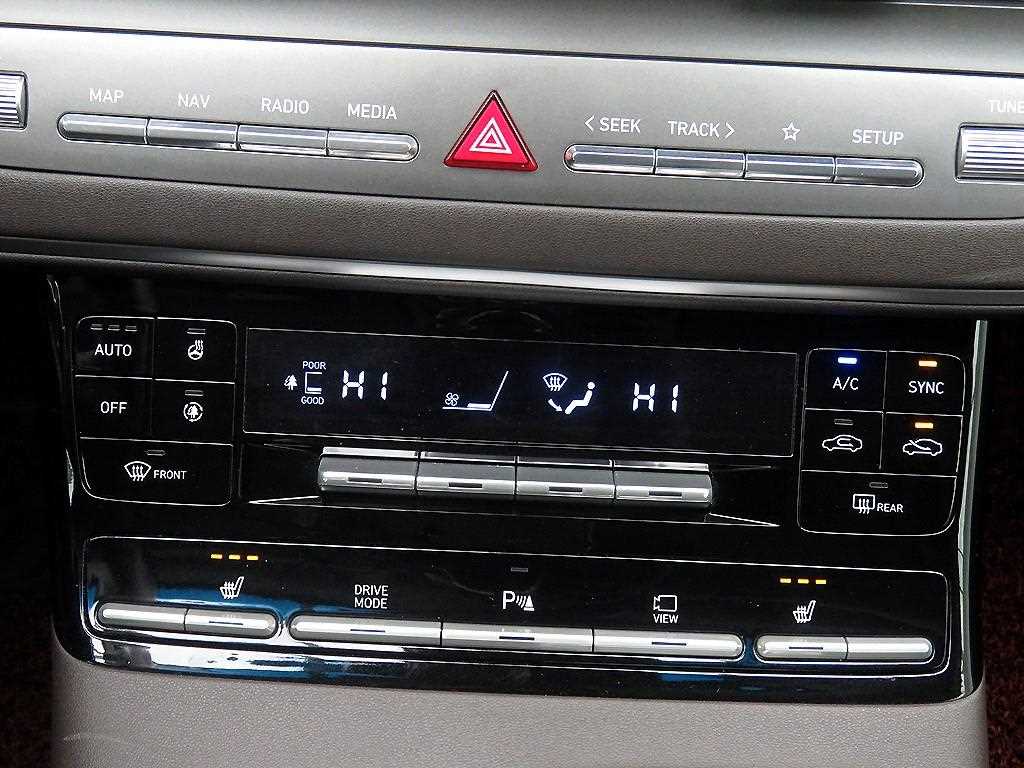 MAP NAV RADIO MEDIA < SEEK TRACK > SETUP TUNE
AUTO
OFF
FRONT
POOR
GOOD
HI
HI
A/C SYNC
REAR
DRIVE
MODE
P
VIEW